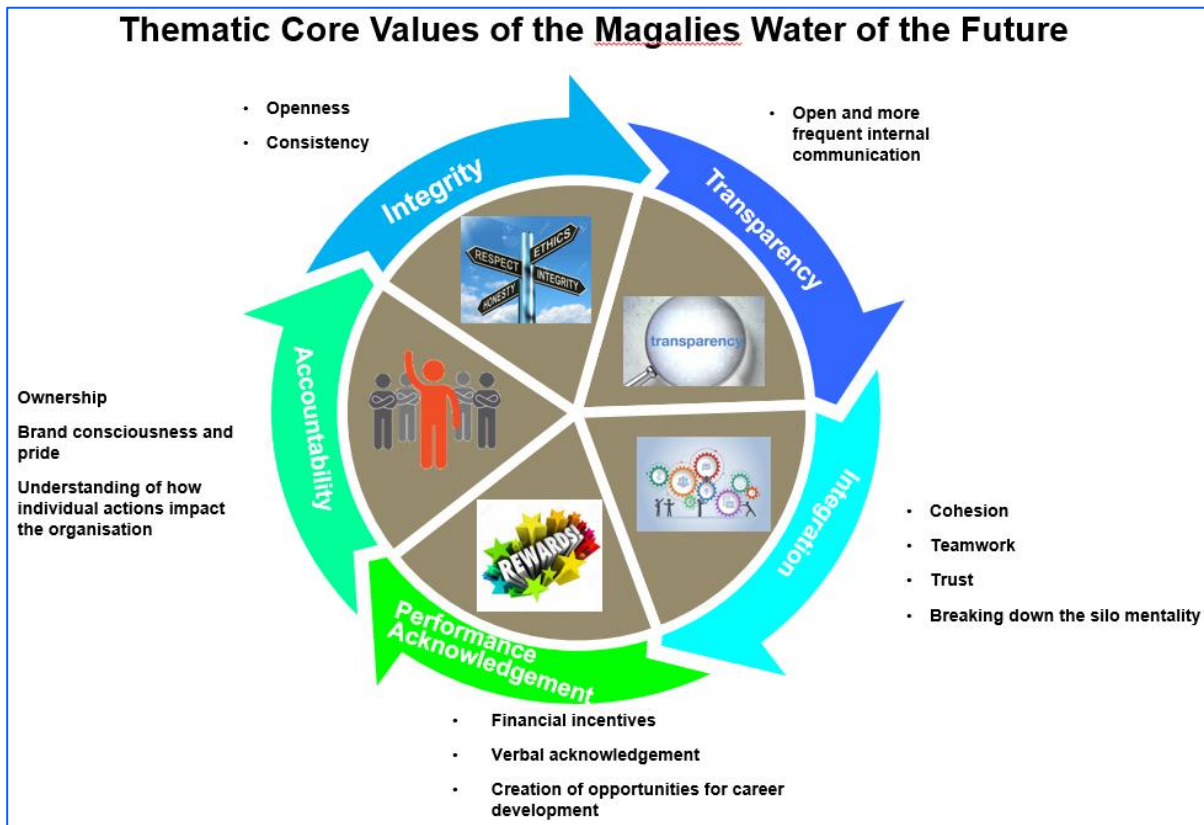 Thematic Core Values of the Magalies Water of the Future
• Openness
• Consistency
• Open and more
frequent internal
communication
Integrity
Transparency
ETHICS
RESPECT
INTEGRITY
HONESTY
transparency
Accountability
Ownership
Brand consciousness and
pride
Understanding of how
individual actions impact
the organisation
Integration
• Cohesion
• Teamwork
• Trust
• Breaking down the silo mentality
REWARDS!
Performance
Acknowledgement
• Financial incentives
• Verbal acknowledgement
• Creation of opportunities for career
development